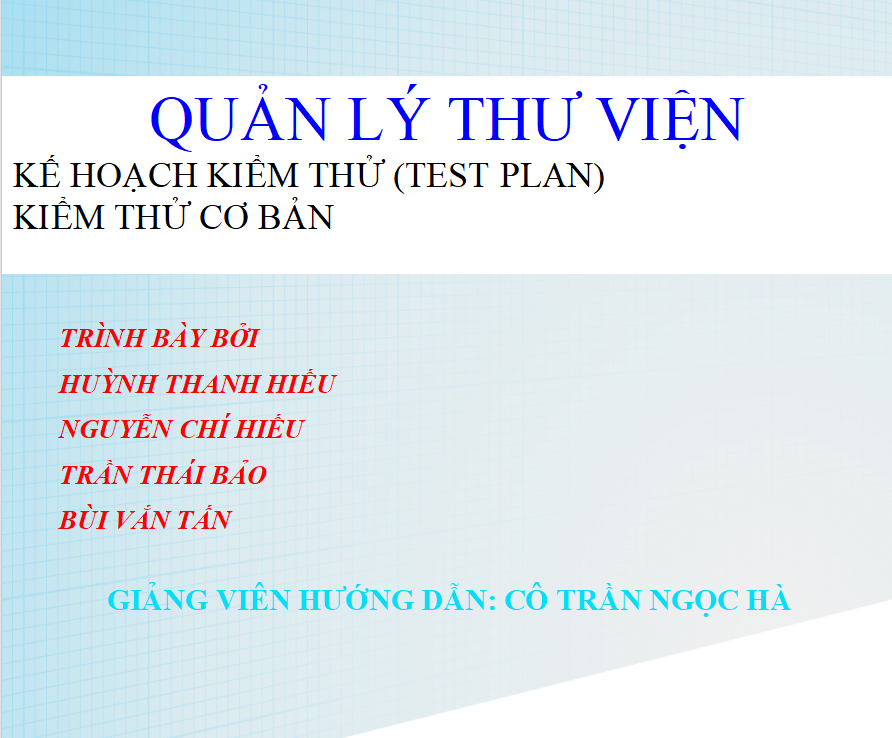 QUẢN LÝ THƯ VIỆN
KẾ HOẠCH KIỂM THỬ (TEST PLAN)
KIỂM THỬ CƠ BẢN
TRÌNH BÀY BỞI
HUỲNH THANH HIẾU
NGUYỄN CHÍ HIẾU
TRẦN THÁI BẢO
BÙI VẮN TẤN
GIẢNG VIÊN HƯỚNG DẪN: CÔ TRẦN NGỌC HÀ